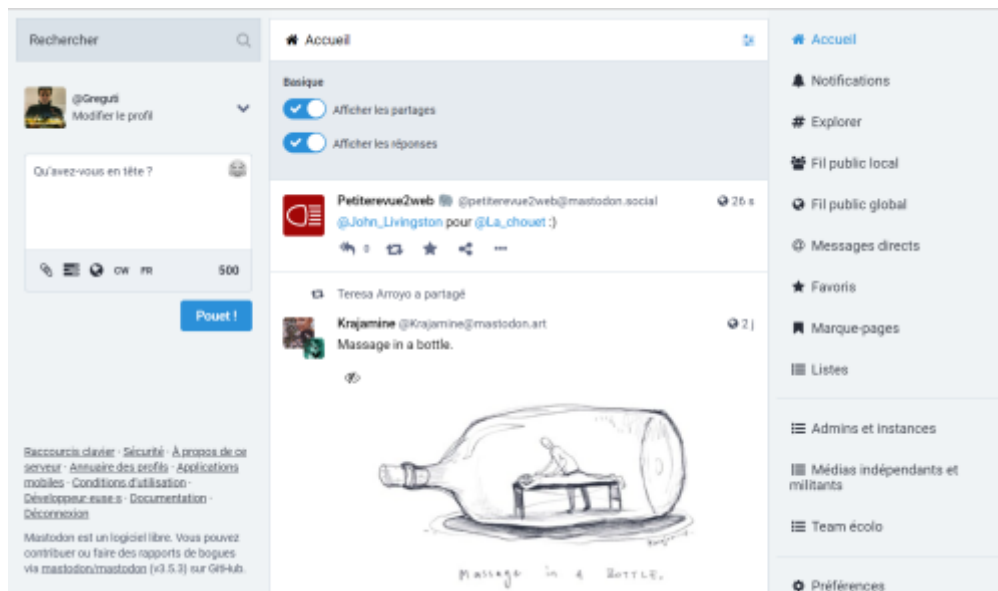 Rechercher
@Greguti
Modifier le profil
Qu'avez-vous en tête ?
CW FR 500
Pouet !
Raccourcis clavier · Sécurité · À propos de ce
serveur · Annuaire des profils · Applications
mobiles · Conditions d'utilisation ·
Développeur·euse·s · Documentation ·
Déconnexion
Mastodon est un logiciel libre. Vous pouvez
contribuer ou faire des rapports de bogues
via mastodon/mastodon (v3.5.3) sur GitHub.
Accueil
Basique
Afficher les partages
Afficher les réponses
Petiterevue2web @petiterevue2web@mastodon.social 26 s
@John_Livingston pour @La_chouet :)
0
Teresa Arroyo a partagé
Krajamine @Krajamine@mastodon.art 2 j
Massage in a bottle.
MASSAGE in A BOTTLE.
Accueil
Notifications
Explorer
Fil public local
Fil public global
Messages directs
Favoris
Marque-pages
Listes
Admins et instances
Médias indépendants et
militants
Team écolo
Préférences